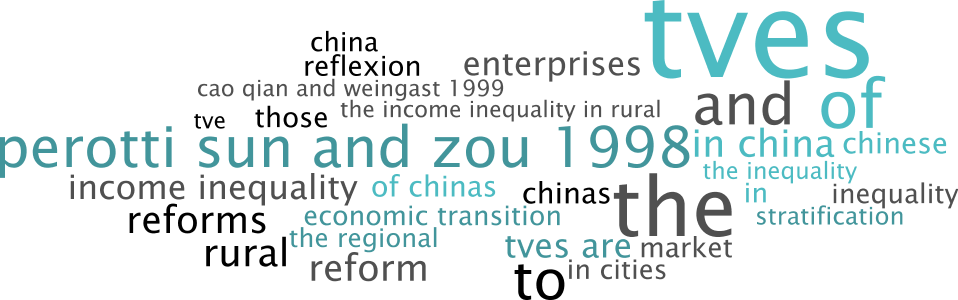 tves
china
reflexion
enterprises
cao qian and weingast 1999
the income inequality in rural
and
of
tve
those
perotti sun and zou 1998
in china
chinese
the inequality
income inequality
of chinas
chinas
the
in
inequality
reforms
economic transition
stratification
rural
the regional
tves are
market
reform
to
in cities